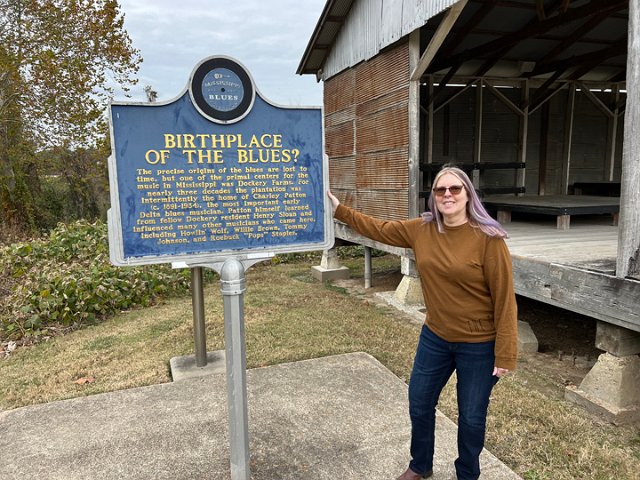 MISSISSIPPI
BLUES
BIRTHPLACE
OF THE BLUES?
The precise origins of the blues are lost to
time, but one of the primal centers for the
music in Mississippi was Dockery Farms. For
nearly three decades the plantation was
intermittently the home of Charley Patton
(c. 1891-1934), the most important early
Delta blues musician. Patton himself learned
from fellow Dockery resident Henry Sloan and
influenced many other musicians who came here,
including Howlin' Wolf, Willie Brown, Tommy
Johnson, and Roebuck "Pops" Staples.